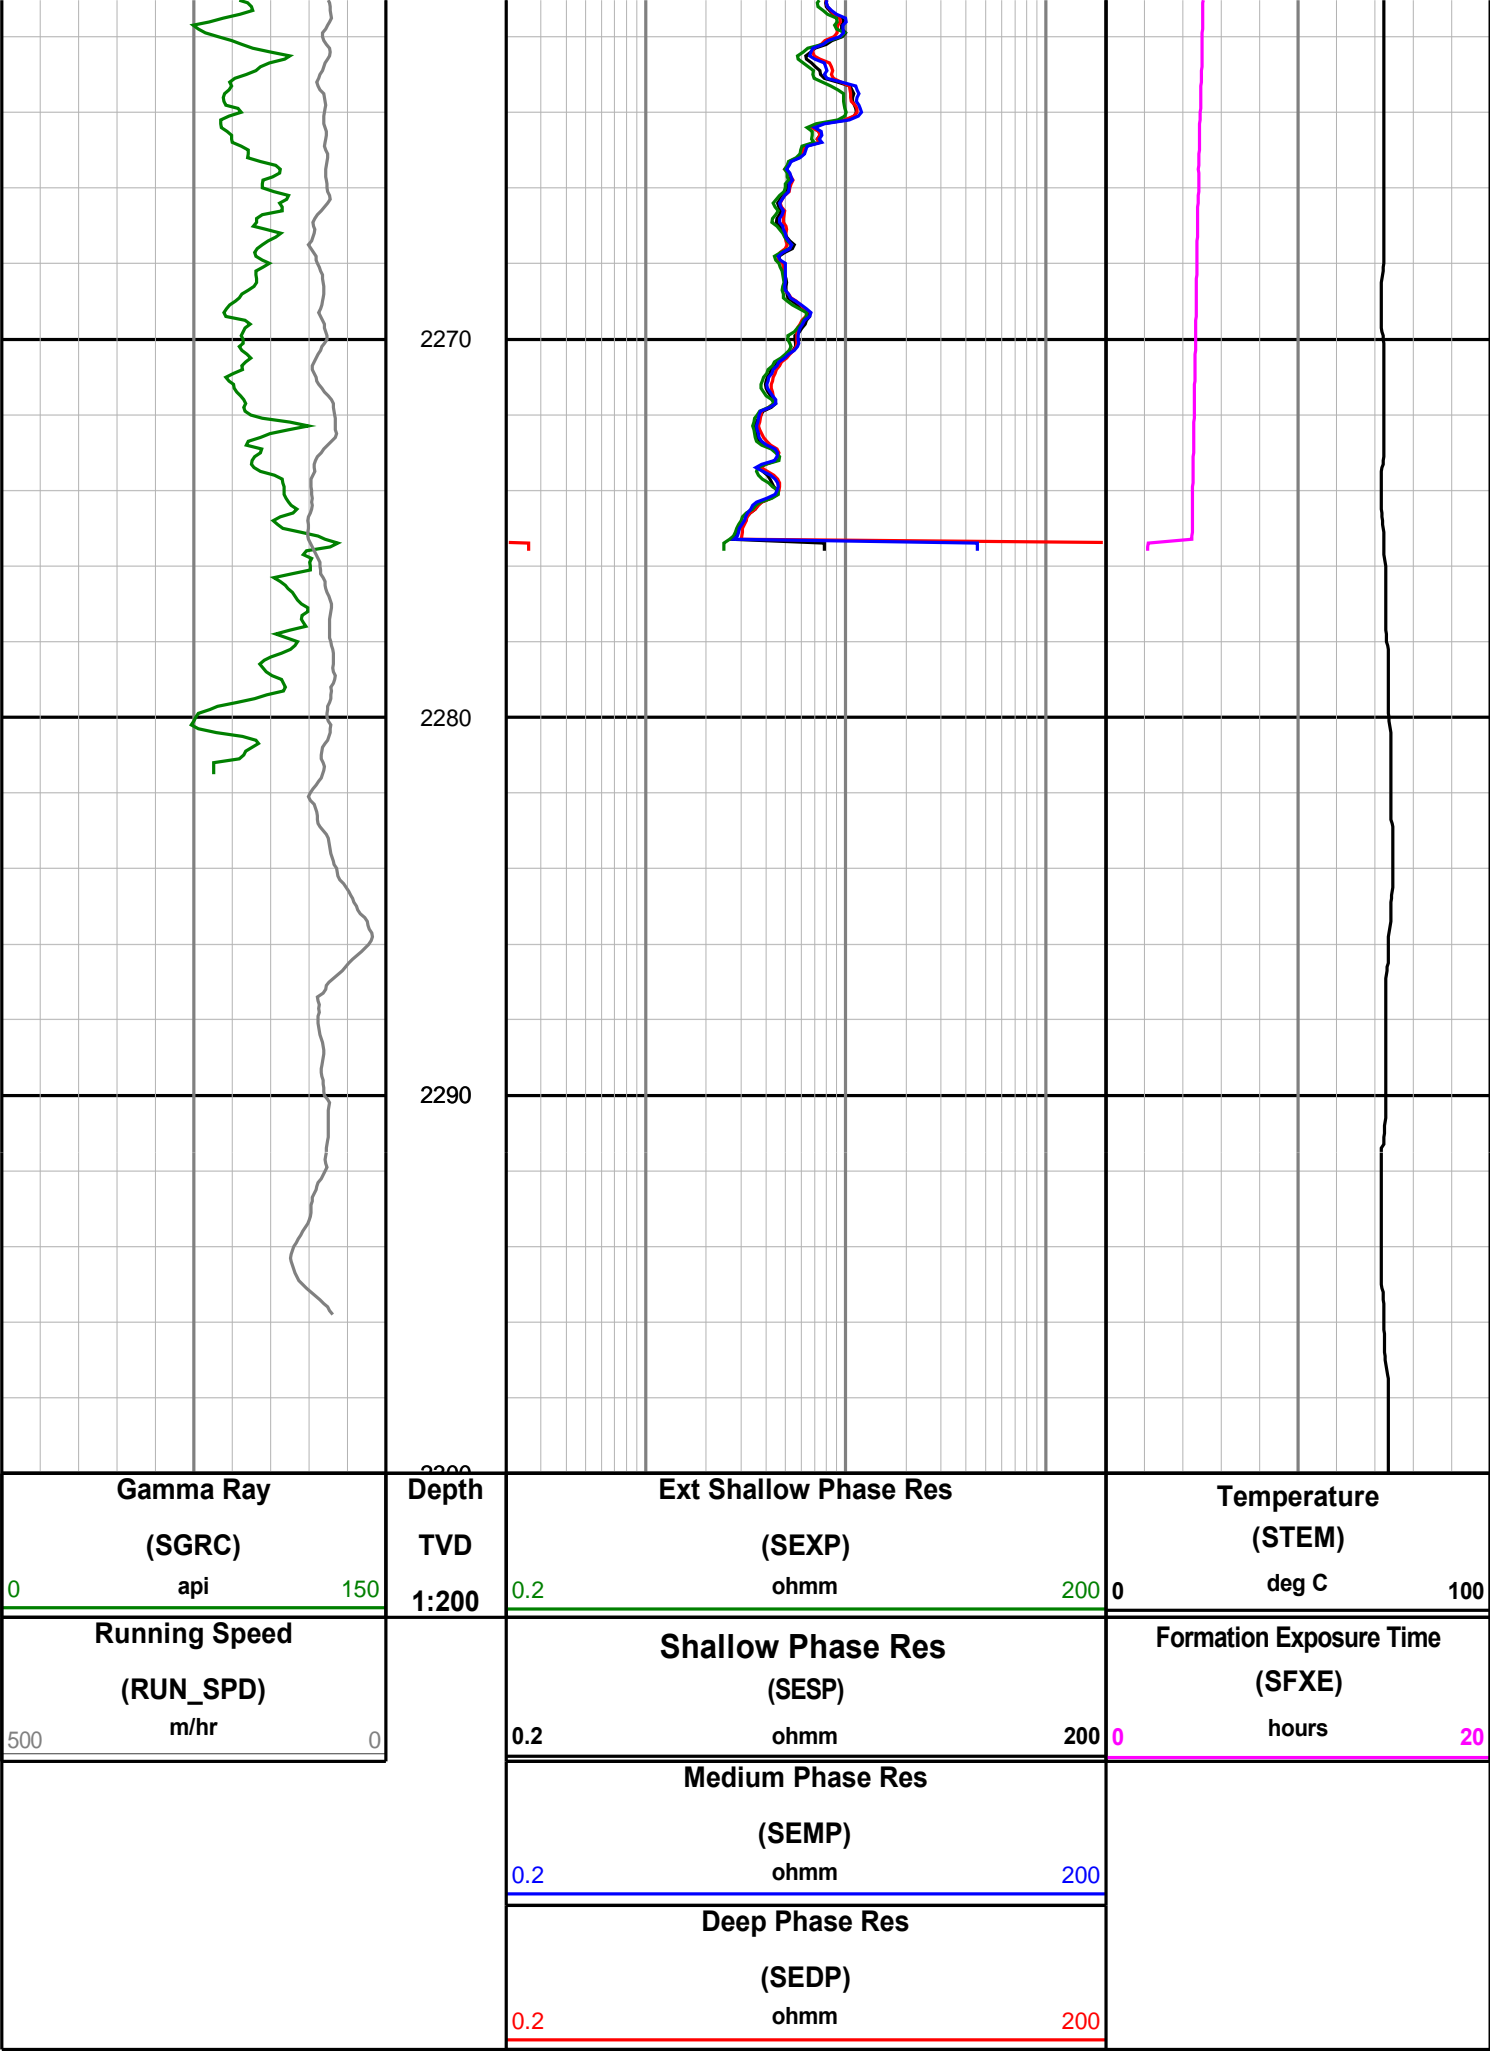 2270
2280
2290
2300
Gamma Ray
(SGRC)
api
0 150
Depth
TVD
1:200
Ext Shallow Phase Res
(SEXP)
ohmm
0.2 200
Temperature
(STEM)
deg C
0 100
Running Speed
(RUN_SPD)
m/hr
500 0
Shallow Phase Res
(SESP)
ohmm
0.2 200
Formation Exposure Time
(SFXE)
hours
0 20
Medium Phase Res
(SEMP)
ohmm
0.2 200
Deep Phase Res
(SEDP)
ohmm
0.2 200